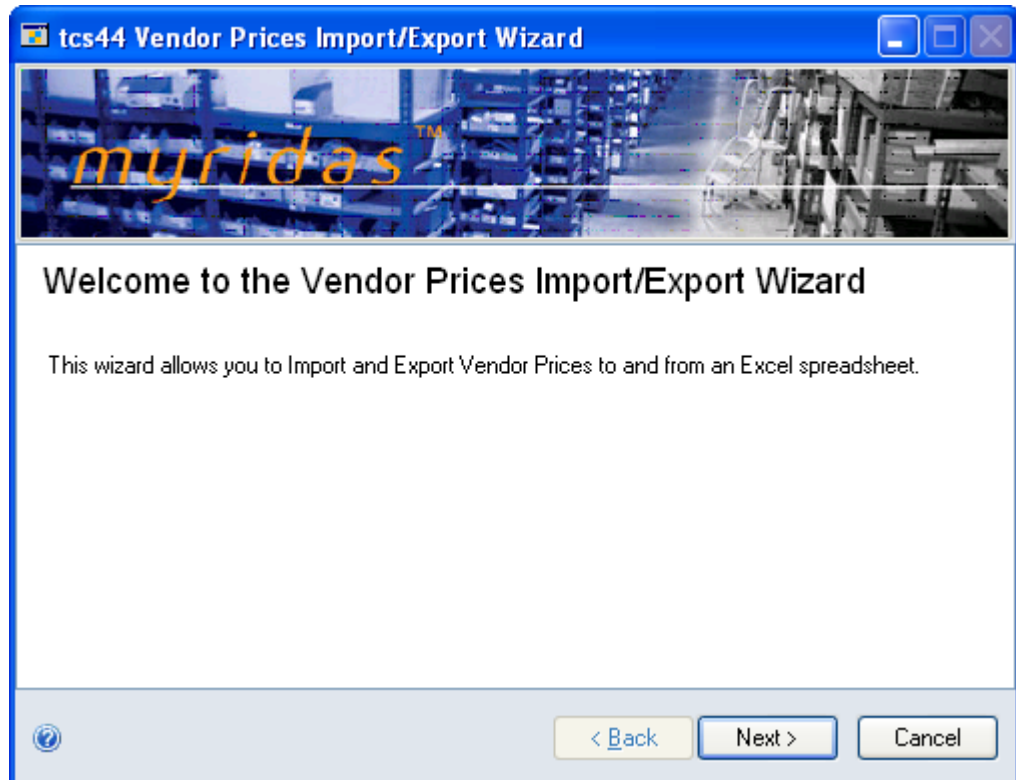 tcs44 Vendor Prices Import/Export Wizard
myridas™
Welcome to the Vendor Prices Import/Export Wizard
This wizard allows you to Import and Export Vendor Prices to and from an Excel spreadsheet.
?
< Back Next > Cancel